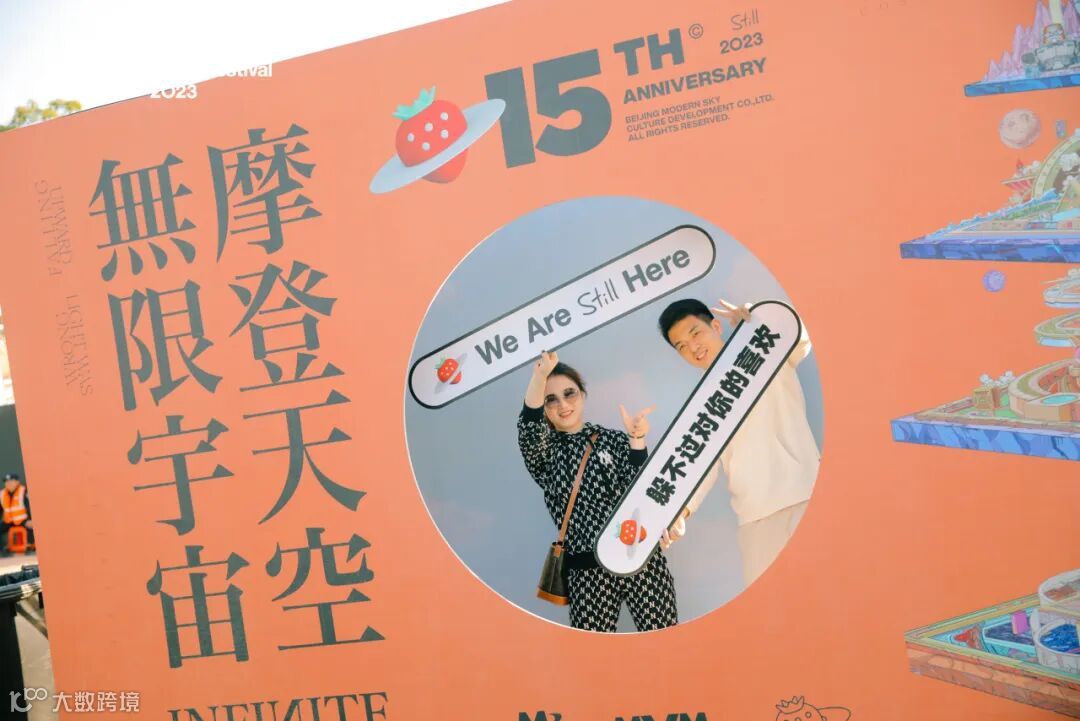 2023
15TH
©
Still
2023
ANNIVERSARY
BEIJING MODERN SKY
CULTURE DEVELOPMENT CO.,LTD.
ALL RIGHTS RESERVED.
摩登天空
無限宇宙
We Are Still Here
躲不过对你的喜欢
INFINITE
大数跨境